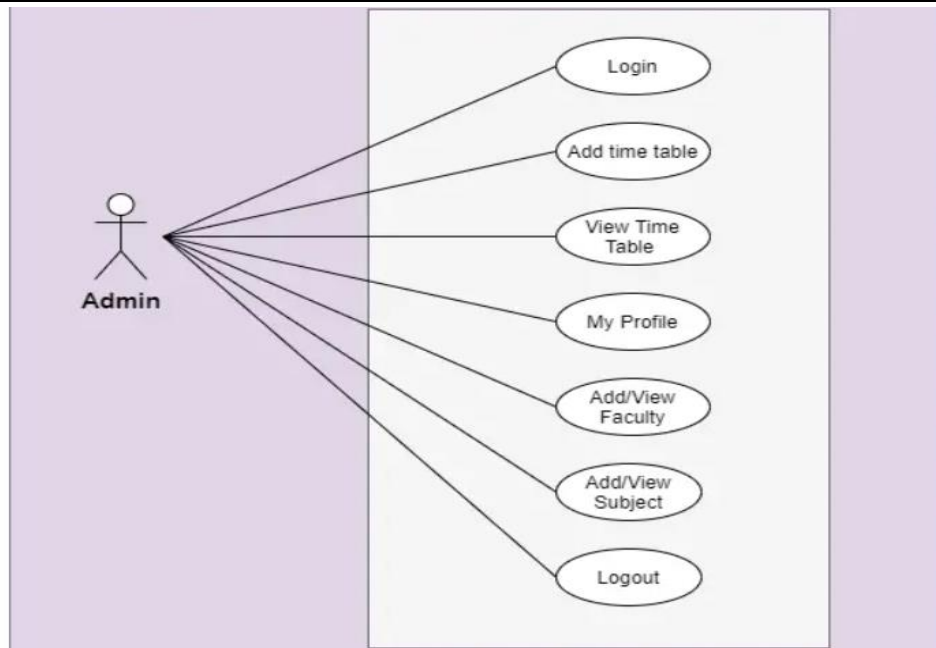 Login
Add time table
View Time
Table
Admin
My Profile
Add/View
Faculty
Add/View
Subject
Logout